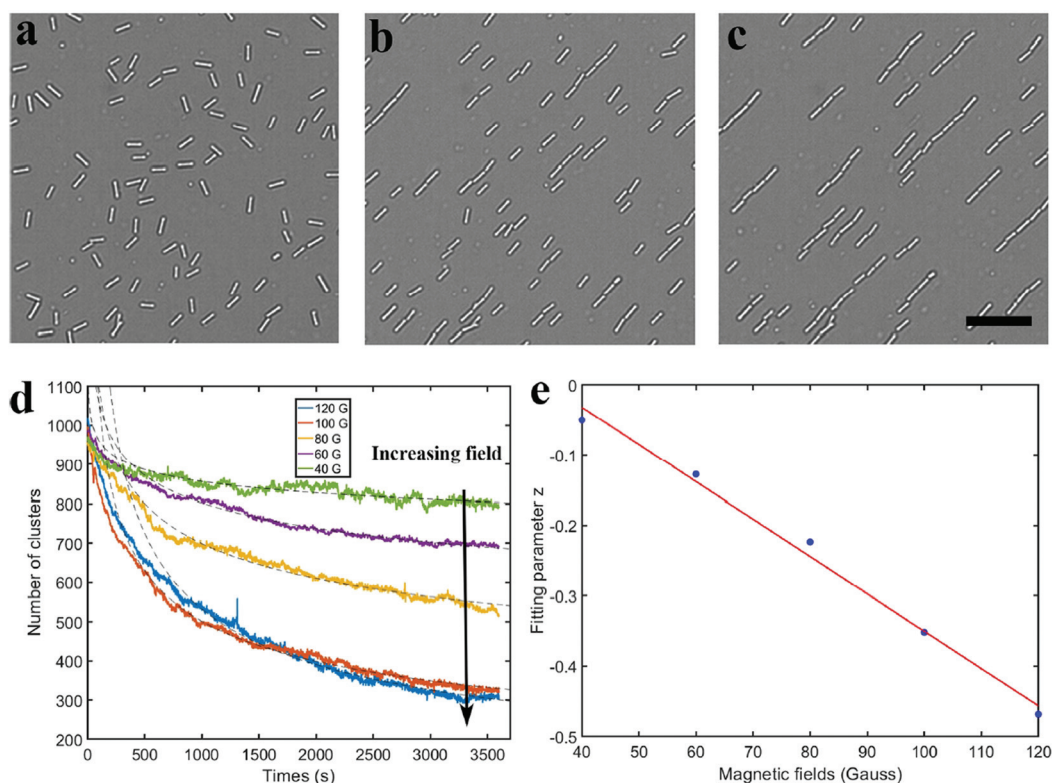 a
b
c
d
1100
1000
900
800
700
600
500
400
300
200
Number of clusters
0
500
1000
1500
2000
2500
3000
3500
Times (s)
120 G
100 G
80 G
60 G
40 G
Increasing field
e
0
-0.1
-0.2
-0.3
-0.4
-0.5
Fitting parameter z
40
50
60
70
80
90
100
110
120
Magnetic fields (Gauss)